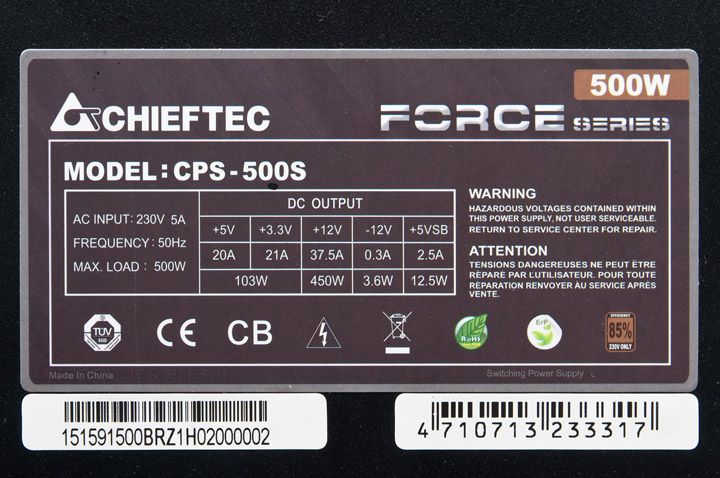 500W
CHIEFTEC
FORCE SERIES
MODEL: CPS-500S
AC INPUT: 230V 5A
FREQUENCY: 50Hz
MAX. LOAD : 500W
DC OUTPUT
+5V +3.3V +12V -12V +5VSB
20A 21A 37.5A 0.3A 2.5A
103W 450W 3.6W 12.5W
WARNING
HAZARDOUS VOLTAGES CONTAINED WITHIN
THIS POWER SUPPLY, NOT USER SERVICEABLE.
RETURN TO SERVICE CENTER FOR REPAIR.
ATTENTION
TENSIONS DANGEREUSES NE PEUT ÊTRE
RÉPARÉ PAR LUTILISATEUR. POUR TOUTE
RÉPARATION RENVOYER AU SERVICE APRÈS
VENTE.
TÜV
SUD
CE
CB
RoHS
ErP
EFFICIENCY
85%
230V ONLY
Made In China
Switching Power Supply
151591500BRZ1H02000002
4 710713 233317